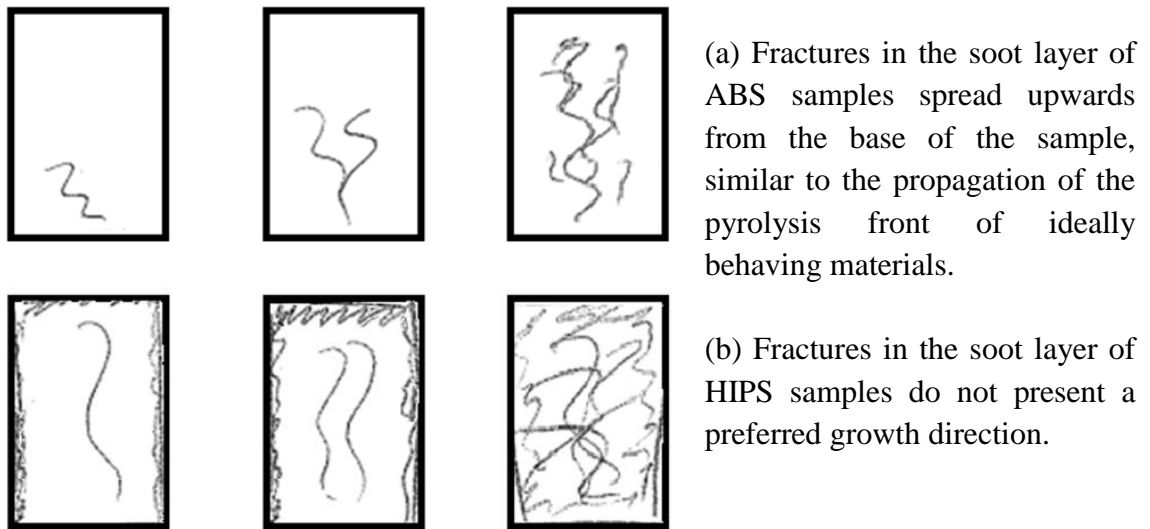 (a) Fractures in the soot layer of
ABS samples spread upwards
from the base of the sample,
similar to the propagation of the
pyrolysis front of ideally
behaving materials.
(b) Fractures in the soot layer of
HIPS samples do not present a
preferred growth direction.